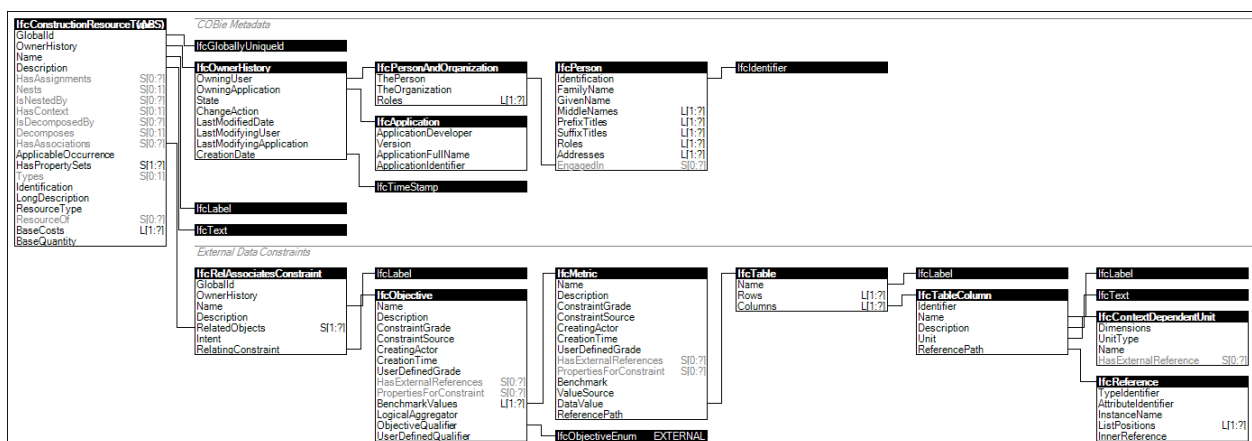 IfcConstructionResourceType (ABS)
GlobalId
OwnerHistory
Name
Description
HasAssignments S[0:?]
Nests S[0:1]
IsNestedBy S[0:?]
HasContext S[0:1]
IsDecomposedBy S[0:?]
Decomposes S[0:1]
HasAssociations S[0:?]
ApplicableOccurrence
HasPropertySets S[1:?]
Types S[0:1]
Identification
LongDescription
ResourceType
ResourceOf S[0:?]
BaseCosts L[1:?]
BaseQuantity
COBie Metadata
IfcGloballyUniqueId
IfcOwnerHistory
OwningUser
OwningApplication
State
ChangeAction
LastModifiedDate
LastModifyingUser
LastModifyingApplication
CreationDate
IfcPersonAndOrganization
ThePerson
TheOrganization
Roles L[1:?]
IfcApplication
ApplicationDeveloper
Version
ApplicationFullName
ApplicationIdentifier
IfcTimeStamp
IfcPerson
Identification
FamilyName
GivenName
MiddleNames L[1:?]
PrefixTitles L[1:?]
SuffixTitles L[1:?]
Roles L[1:?]
Addresses L[1:?]
EngagedIn S[0:?]
IfcIdentifier
IfcLabel
IfcText
External Data Constraints
IfcRelAssociatesConstraint
GlobalId
OwnerHistory
Name
Description
RelatedObjects S[1:?]
Intent
RelatingConstraint
IfcLabel
IfcObjective
Name
Description
ConstraintGrade
ConstraintSource
CreatingActor
CreationTime
UserDefinedGrade
HasExternalReferences S[0:?]
PropertiesForConstraint S[0:?]
BenchmarkValues L[1:?]
LogicalAggregator
ObjectiveQualifier
UserDefinedQualifier
IfcMetric
Name
Description
ConstraintGrade
ConstraintSource
CreatingActor
CreationTime
UserDefinedGrade
HasExternalReferences S[0:?]
PropertiesForConstraint S[0:?]
Benchmark
ValueSource
DataValue
ReferencePath
IfcObjectiveEnum EXTERNAL
IfcTable
Name
Rows L[1:?]
Columns L[1:?]
IfcLabel
IfcTableColumn
Identifier
Name
Description
Unit
ReferencePath
IfcLabel
IfcText
IfcContextDependentUnit
Dimensions
UnitType
Name
HasExternalReference S[0:?]
IfcReference
TypeIdentifier
AttributeIdentifier
InstanceName
ListPositions L[1:?]
InnerReference